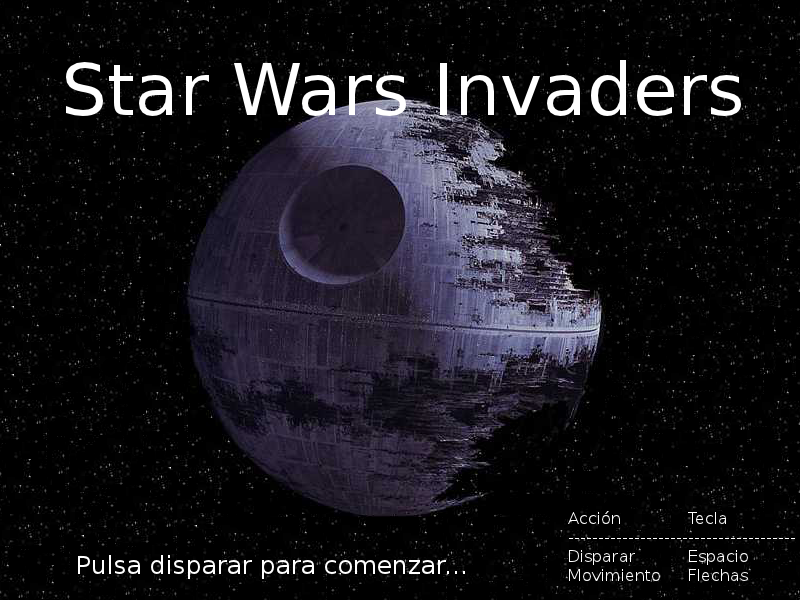 Star Wars Invaders
Acción Tecla
--------------------------------------
Disparar Espacio
Movimiento Flechas
Pulsa disparar para comenzar...